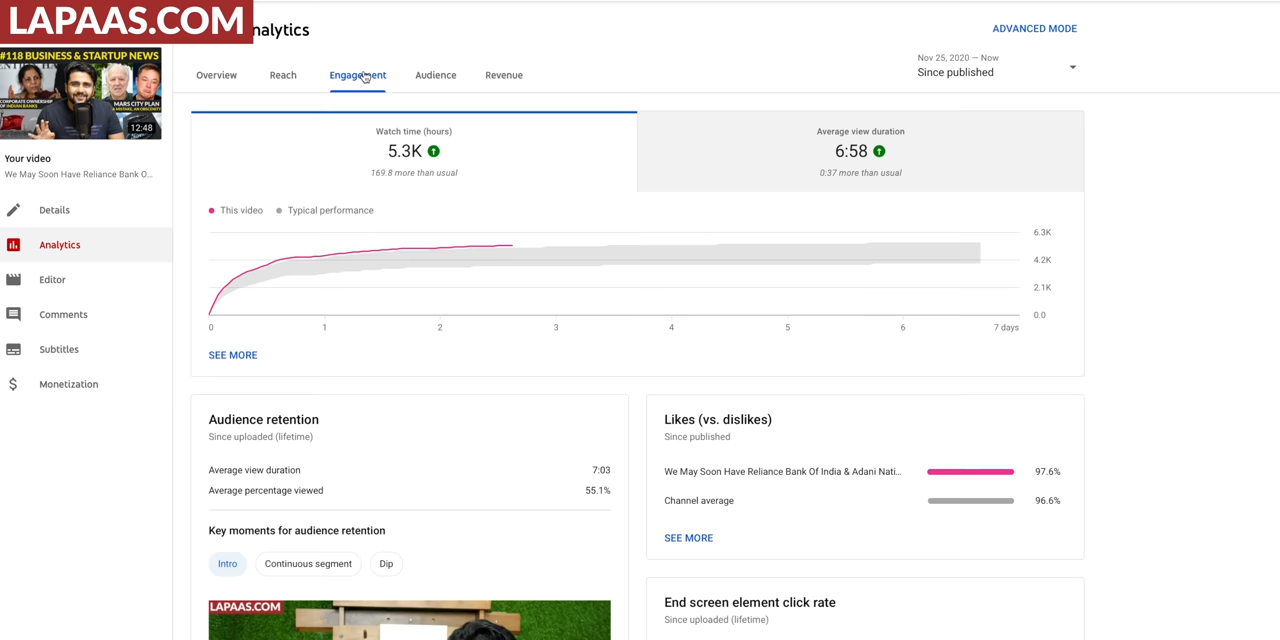 LAPAAS.COM
nalytics
ADVANCED MODE
#118 BUSINESS & STARTUP NEWS
CORPORATE OWNERSHIP
OF INDIAN BANKS
MARS CITY PLAN
12:48
Overview
Reach
Engagement
Audience
Revenue
Nov 25, 2020 – Now
Since published
Your video
We May Soon Have Reliance Bank O...
Details
Analytics
Editor
Comments
Subtitles
Monetization
Watch time (hours)
5.3K
169.8 more than usual
Average view duration
6:58
0:37 more than usual
This video
Typical performance
6.3K
4.2K
2.1K
0.0
0 1 2 3 4 5 6 7 days
SEE MORE
Audience retention
Since uploaded (lifetime)
Average view duration 7:03
Average percentage viewed 55.1%
Key moments for audience retention
Intro
Continuous segment
Dip
LAPAAS.COM
Likes (vs. dislikes)
Since published
We May Soon Have Reliance Bank Of India & Adani Nati... 97.6%
Channel average 96.6%
SEE MORE
End screen element click rate
Since uploaded (lifetime)